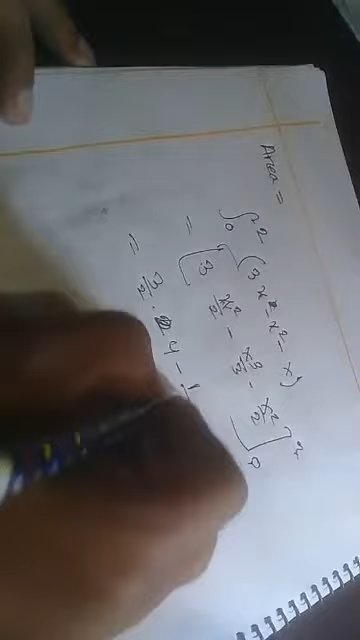 Area =
∫₀² (3x - x² - x)
= [3 x²/2 - x³/3 - x²/2]₀²
= 3/2 · 4 - 1